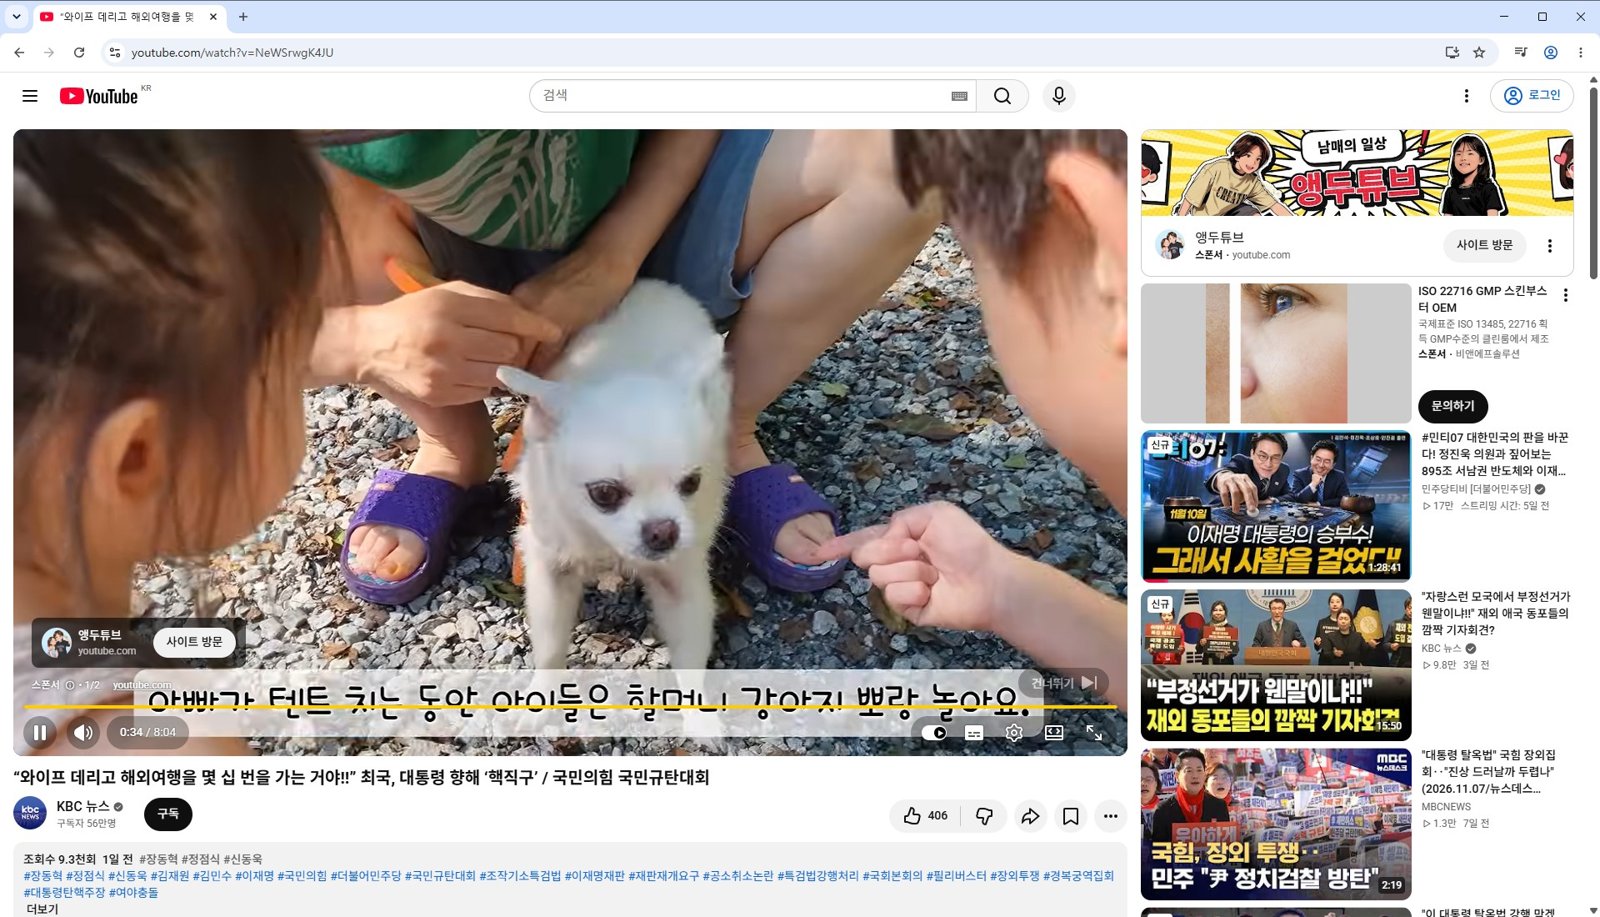 "와이프 데리고 해외여행을 몇
youtube.com/watch?v=NeWSrwgK4JU
YouTube KR
검색
로그인
남매의 일상
앵두튜브
앵두튜브
스폰서 · youtube.com
사이트 방문
ISO 22716 GMP 스킨부스
터 OEM
국제표준 ISO 13485, 22716 획
득 GMP수준의 클린룸에서 제조
스폰서 · 비앤에프솔루션
문의하기
신규
11월 10일
이재명 대통령의 승부수!
그래서 사활을 걸었다!!
1:28:41
#민티07 대한민국의 판을 바꾼
다! 정진욱 의원과 짚어보는
895조 서남권 반도체와 이재...
민주당티비 [더불어민주당]
17만 스트리밍 시간: 5일 전
신규
대한민국국회
"부정선거가 웬말이냐!!"
재외 동포들의 깜짝 기자회견
15:50
"자랑스런 모국에서 부정선거가
웬말이냐!!" 재외 애국 동포들의
깜짝 기자회견?
KBC 뉴스
9.8만 3일 전
MBC
뉴스데스크
국힘, 장외 투쟁··
민주 "尹 정치검찰 방탄"
2:19
"대통령 탈옥법" 국힘 장외집
회··"진상 드러날까 두렵나"
(2026.11.07/뉴스데스...
MBCNEWS
1.3만 7일 전
"이 대통령 탈옥법 강행 맞겠
앵두튜브
youtube.com
사이트 방문
스폰서 · 1/2 youtube.com
건너뛰기
아빠가 텐트 치는 동안 아이들은 할머니 강아지 뽀랑 놀아요.
0:34 / 8:04
"와이프 데리고 해외여행을 몇 십 번을 가는 거야!!" 최국, 대통령 향해 '핵직구' / 국민의힘 국민규탄대회
kbc NEWS
KBC 뉴스
구독자 56만명
구독
406
조회수 9.3천회 1일 전 #장동혁 #정점식 #신동욱
#장동혁 #정점식 #신동욱 #김재원 #김민수 #이재명 #국민의힘 #더불어민주당 #국민규탄대회 #조작기소특검법 #이재명재판 #재판재개요구 #공소취소논란 #특검법강행처리 #국회본회의 #필리버스터 #장외투쟁 #경복궁역집회
#대통령탄핵주장 #여야충돌
더보기